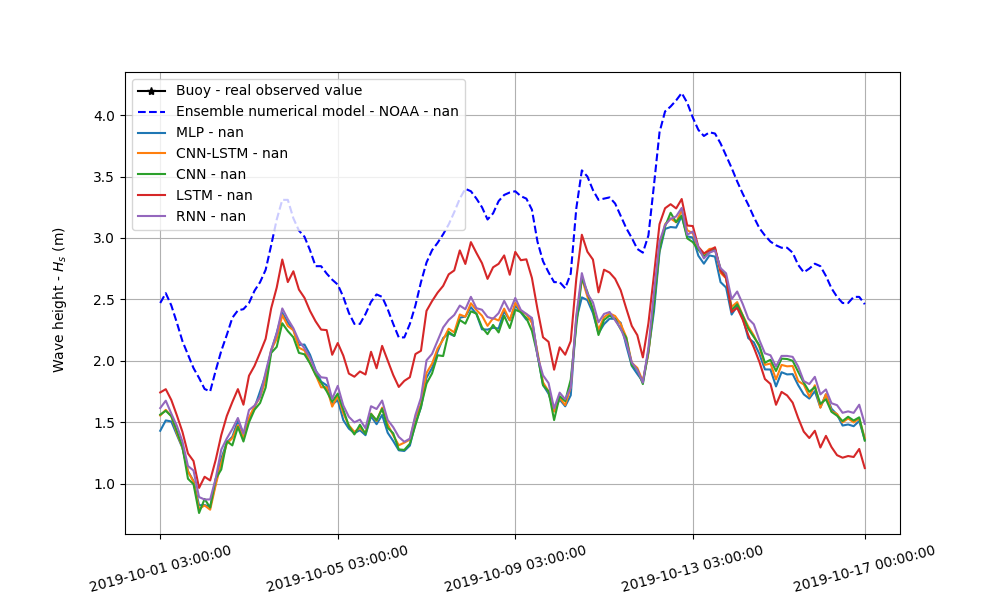 Buoy - real observed value
Ensemble numerical model - NOAA - nan
MLP - nan
CNN-LSTM - nan
CNN - nan
LSTM - nan
RNN - nan
4.0
3.5
3.0
2.5
2.0
1.5
1.0
Wave height - Hₛ (m)
2019-10-01 03:00:00
2019-10-05 03:00:00
2019-10-09 03:00:00
2019-10-13 03:00:00
2019-10-17 00:00:00